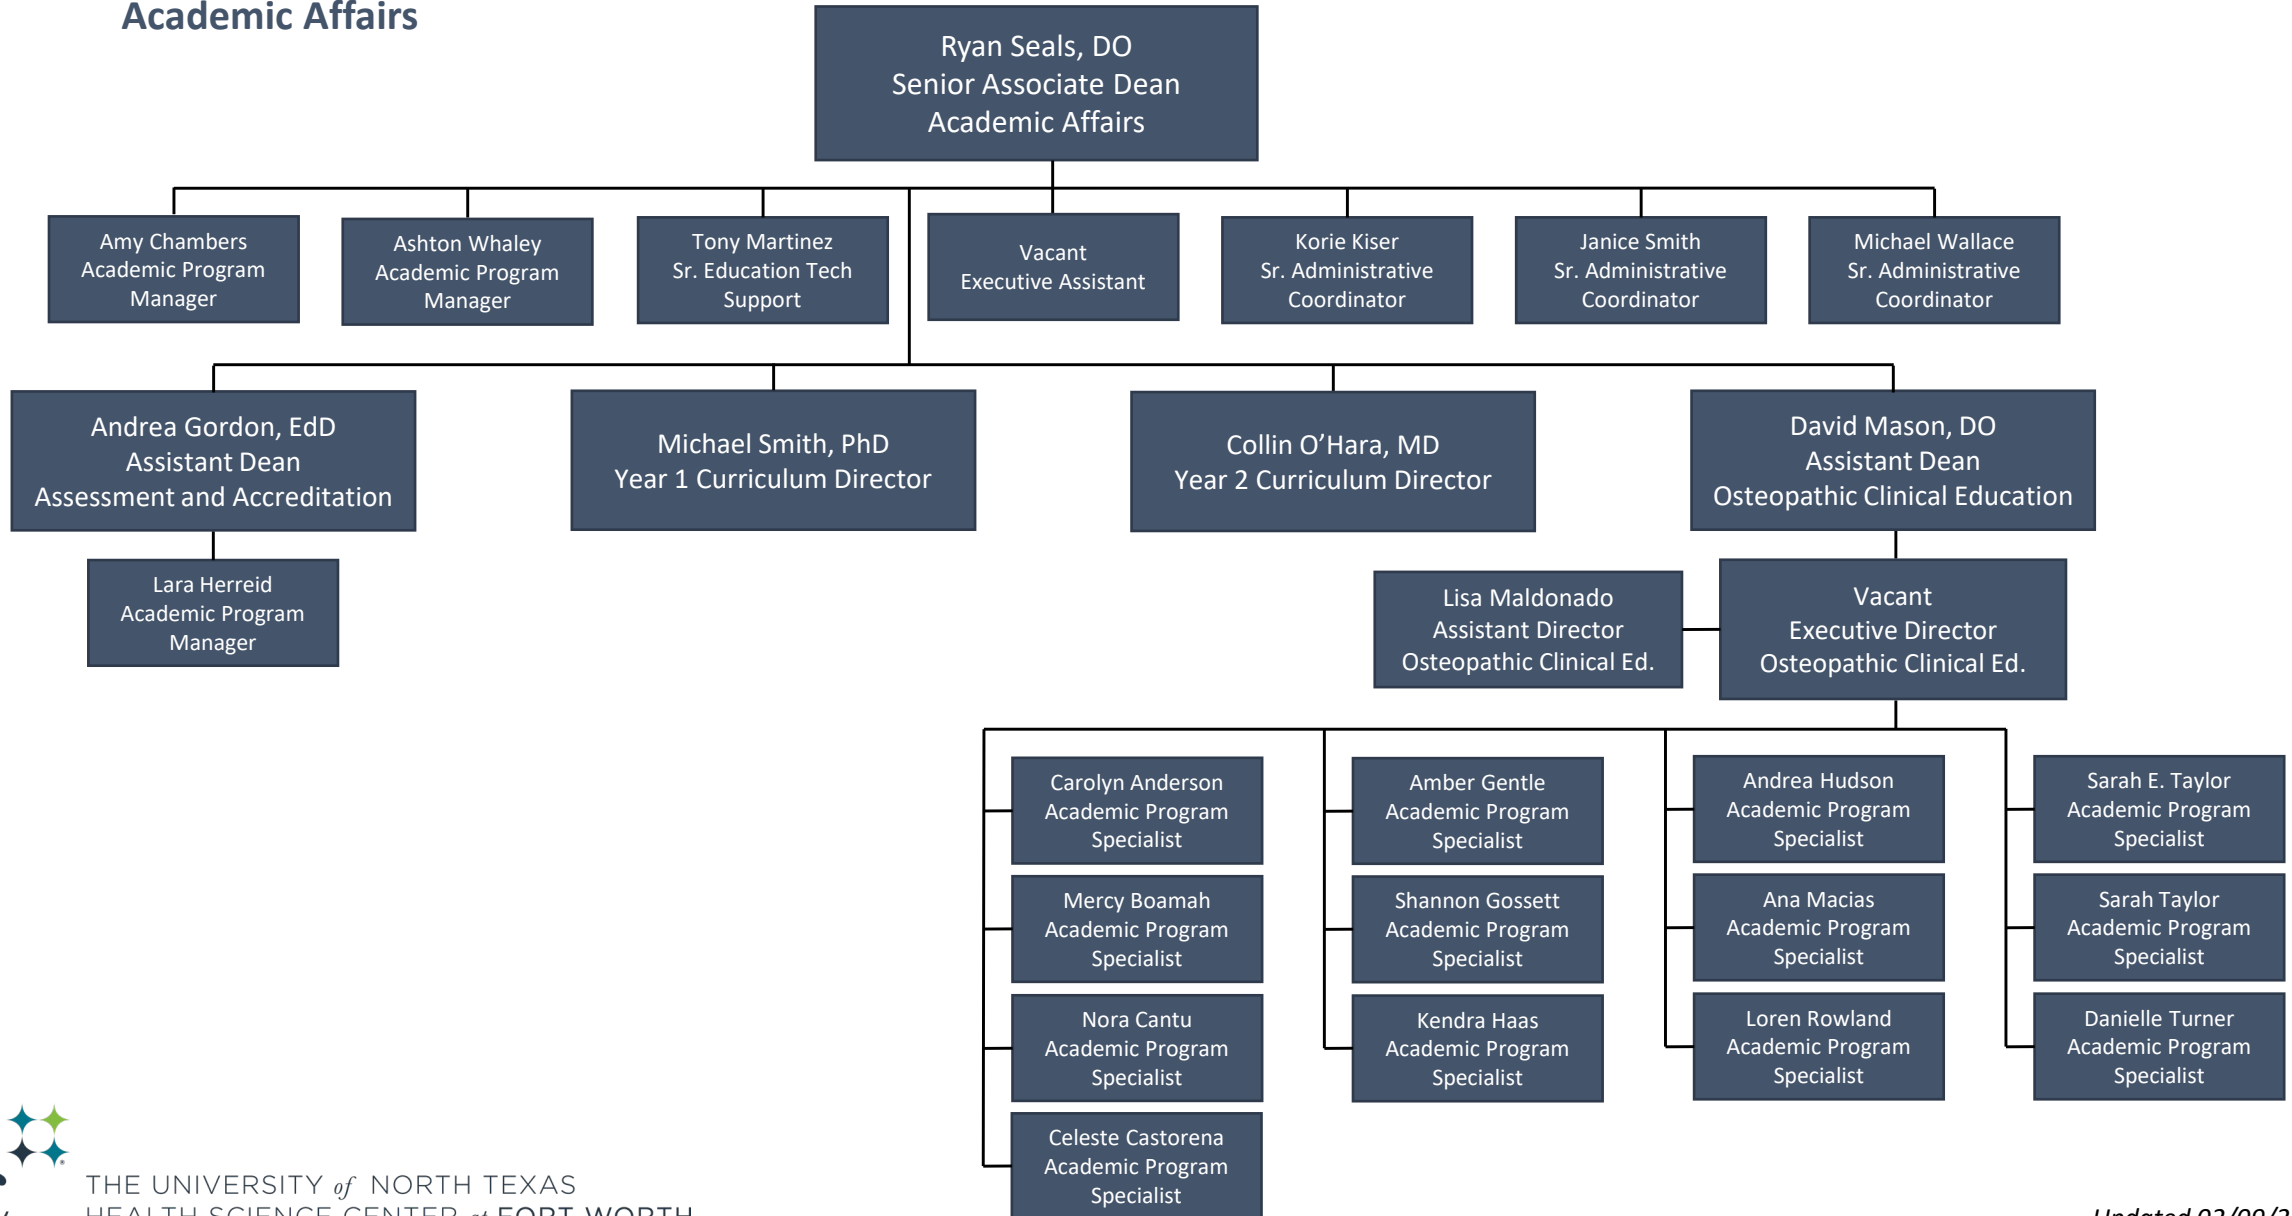 Academic Affairs
Ryan Seals, DO
Senior Associate Dean
Academic Affairs
Amy Chambers
Academic Program
Manager
Ashton Whaley
Academic Program
Manager
Tony Martinez
Sr. Education Tech
Support
Vacant
Executive Assistant
Korie Kiser
Sr. Administrative
Coordinator
Janice Smith
Sr. Administrative
Coordinator
Michael Wallace
Sr. Administrative
Coordinator
Andrea Gordon, EdD
Assistant Dean
Assessment and Accreditation
Michael Smith, PhD
Year 1 Curriculum Director
Collin O’Hara, MD
Year 2 Curriculum Director
David Mason, DO
Assistant Dean
Osteopathic Clinical Education
Lara Herreid
Academic Program
Manager
Lisa Maldonado
Assistant Director
Osteopathic Clinical Ed.
Vacant
Executive Director
Osteopathic Clinical Ed.
Carolyn Anderson
Academic Program
Specialist
Mercy Boamah
Academic Program
Specialist
Nora Cantu
Academic Program
Specialist
Celeste Castorena
Academic Program
Specialist
Amber Gentle
Academic Program
Specialist
Shannon Gossett
Academic Program
Specialist
Kendra Haas
Academic Program
Specialist
Andrea Hudson
Academic Program
Specialist
Ana Macias
Academic Program
Specialist
Loren Rowland
Academic Program
Specialist
Sarah E. Taylor
Academic Program
Specialist
Sarah Taylor
Academic Program
Specialist
Danielle Turner
Academic Program
Specialist
THE UNIVERSITY of NORTH TEXAS
HEALTH SCIENCE CENTER at FORT WORTH
Updated